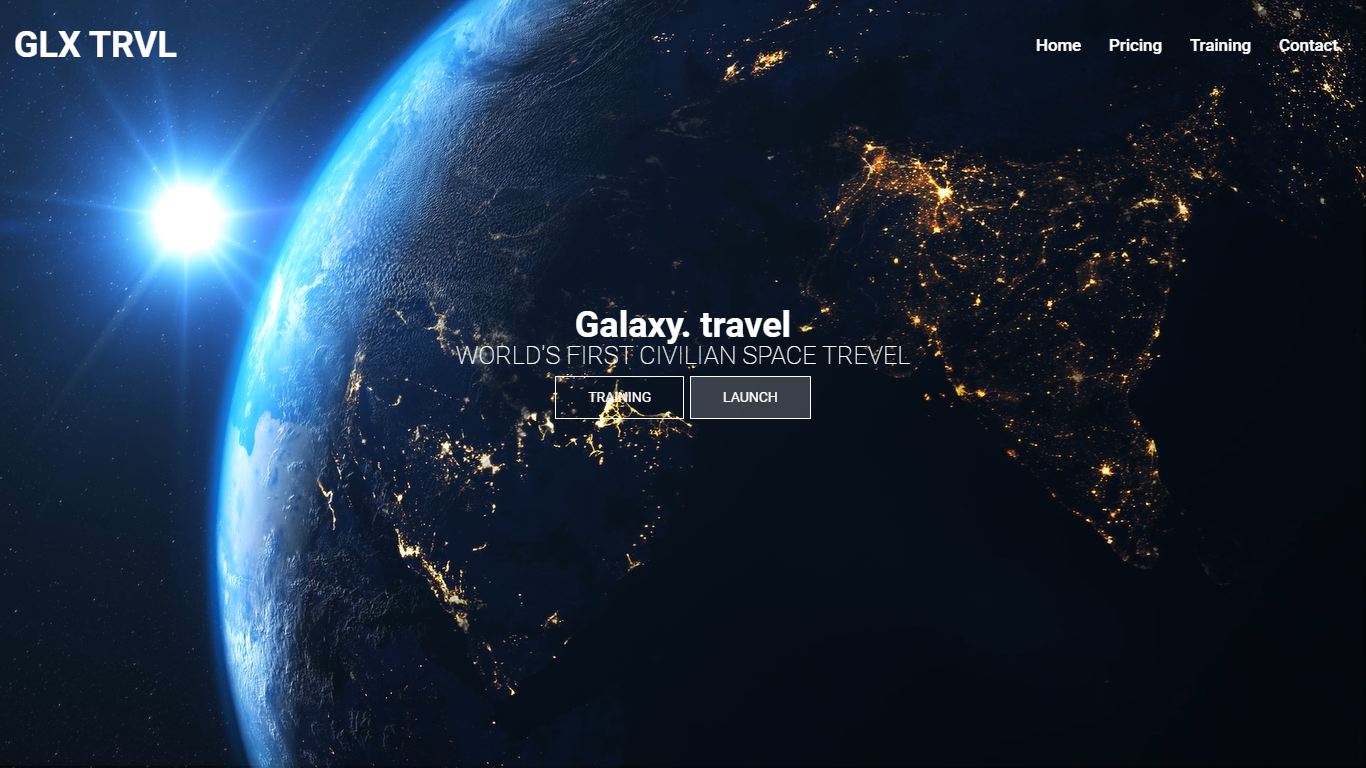 GLX TRVL
Home Pricing Training Contact
Galaxy. travel
WORLD'S FIRST CIVILIAN SPACE TREVEL
TRAINING LAUNCH